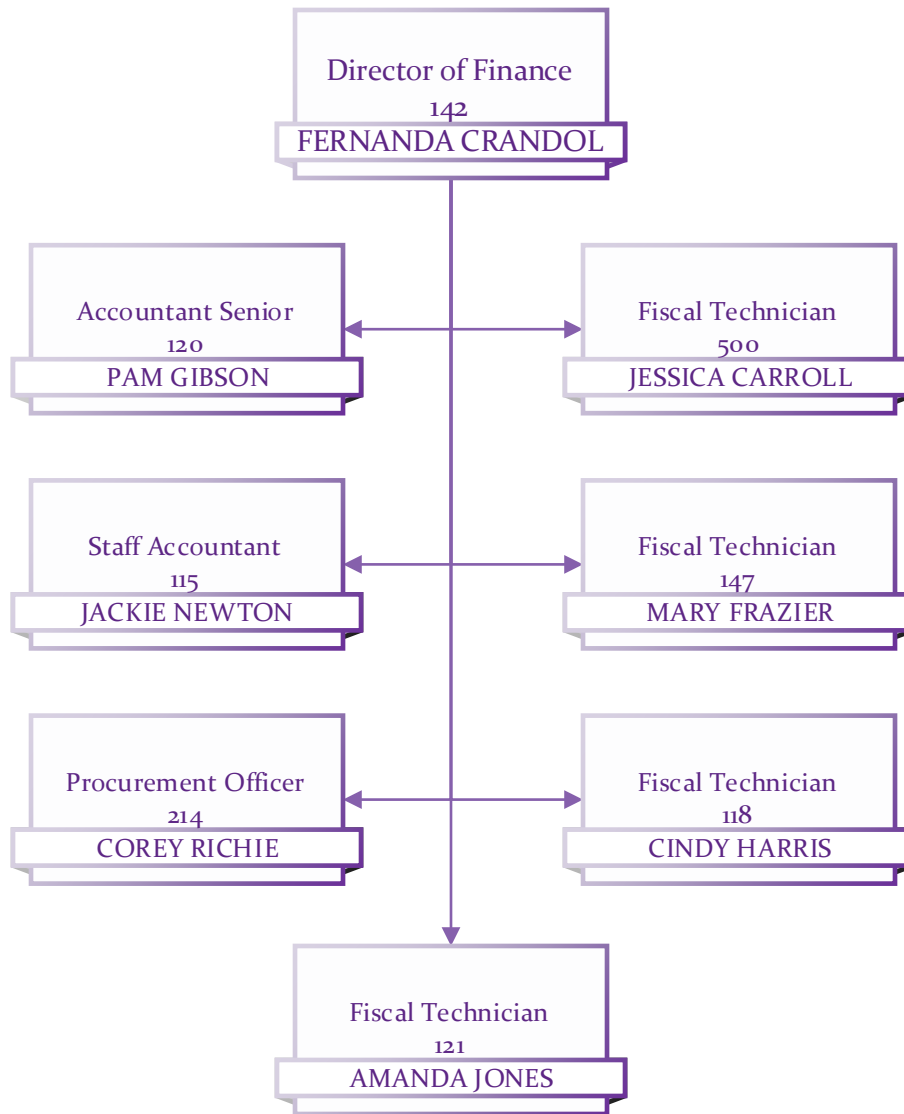 Director of Finance
142
FERNANDA CRANDOL
Accountant Senior
120
PAM GIBSON
Fiscal Technician
500
JESSICA CARROLL
Staff Accountant
115
JACKIE NEWTON
Fiscal Technician
147
MARY FRAZIER
Procurement Officer
214
COREY RICHIE
Fiscal Technician
118
CINDY HARRIS
Fiscal Technician
121
AMANDA JONES